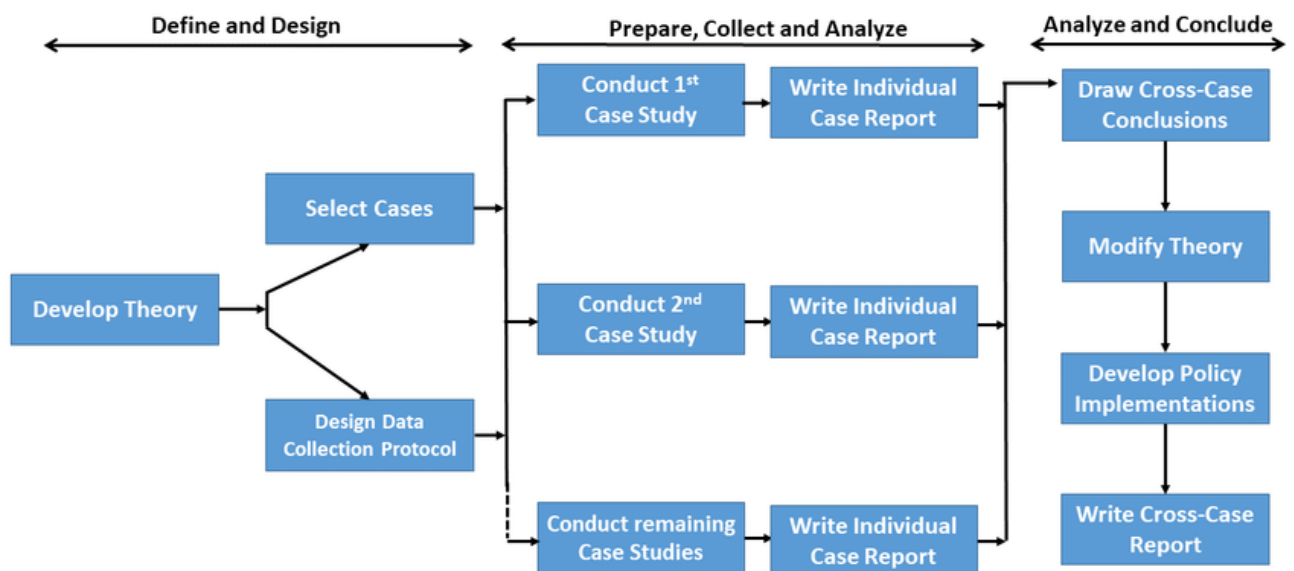 Define and Design
Prepare, Collect and Analyze
Analyze and Conclude
Develop Theory
Select Cases
Design Data
Collection Protocol
Conduct 1st
Case Study
Write Individual
Case Report
Conduct 2nd
Case Study
Write Individual
Case Report
Conduct remaining
Case Studies
Write Individual
Case Report
Draw Cross-Case
Conclusions
Modify Theory
Develop Policy
Implementations
Write Cross-Case
Report